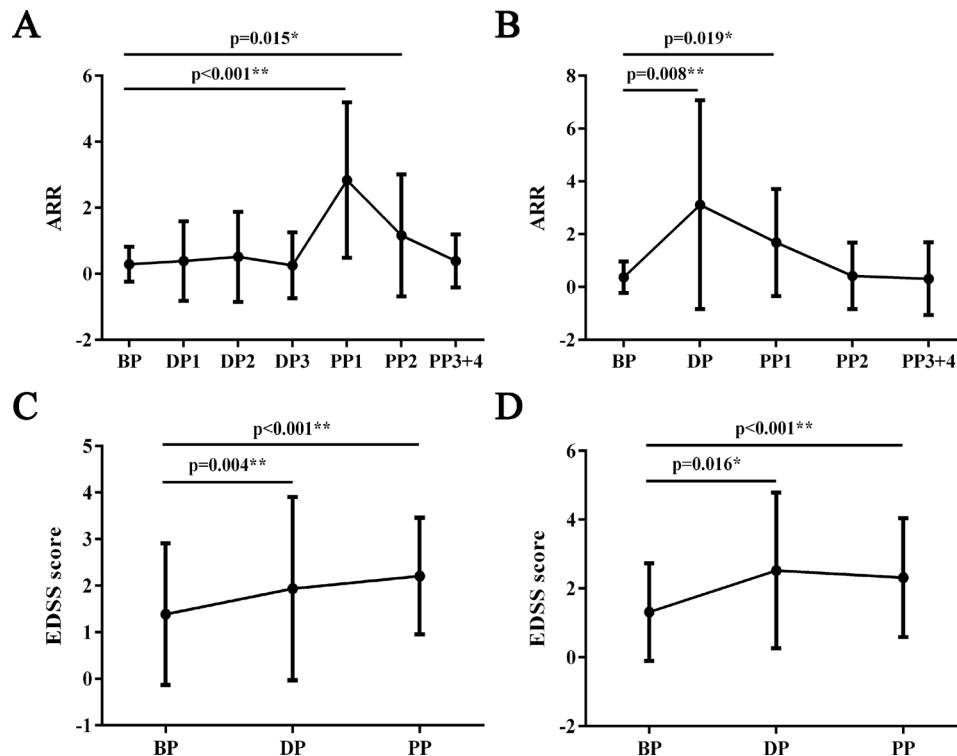 A
p=0.015*
p<0.001**
6
4
2
0
-2
ARR
BP DP1 DP2 DP3 PP1 PP2 PP3+4
B
p=0.019*
p=0.008**
8
6
4
2
0
-2
ARR
BP DP PP1 PP2 PP3+4
C
p<0.001**
p=0.004**
5
4
3
2
1
0
-1
EDSS score
BP DP PP
D
p<0.001**
p=0.016*
6
4
2
0
-2
EDSS score
BP DP PP